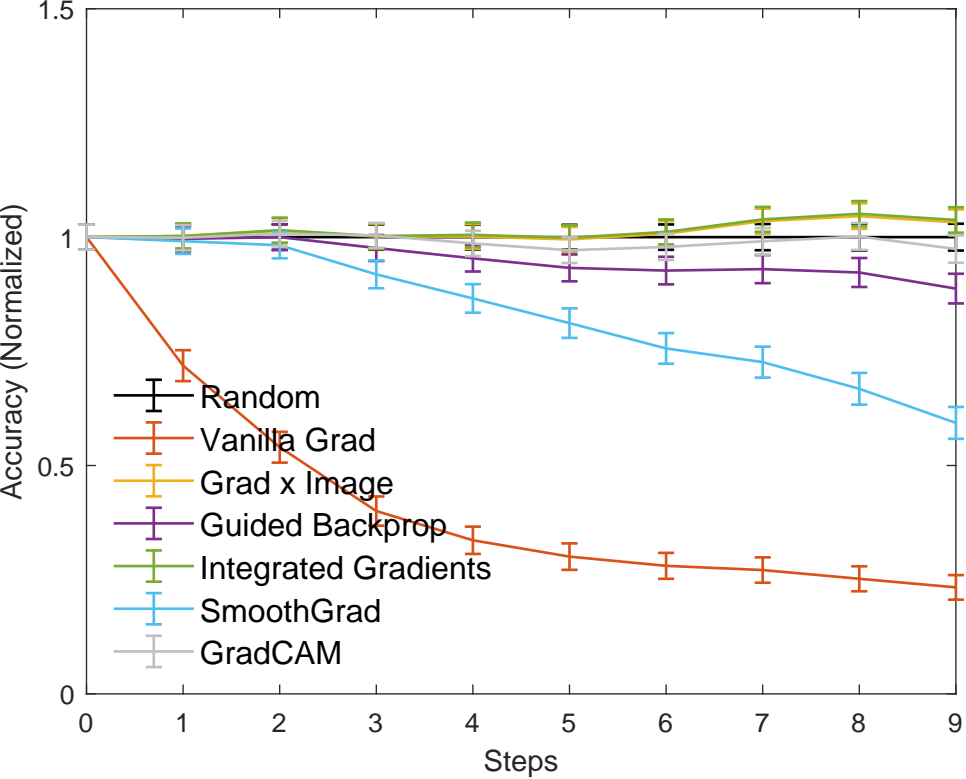 1.5
1
0.5
0
Accuracy (Normalized)
Random
Vanilla Grad
Grad x Image
Guided Backprop
Integrated Gradients
SmoothGrad
GradCAM
0 1 2 3 4 5 6 7 8 9
Steps